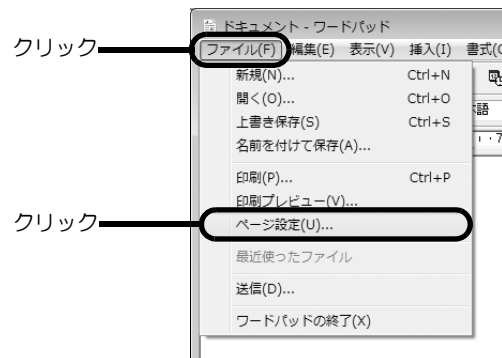 ドキュメント - ワードパッド
クリック
ファイル(F) 編集(E) 表示(V) 挿入(I) 書式(
新規(N)... Ctrl+N
開く(O)... Ctrl+O
語
上書き保存(S) Ctrl+S
名前を付けて保存(A)...
7
印刷(P)... Ctrl+P
印刷プレビュー(V)...
クリック
ページ設定(U)...
最近使ったファイル
送信(D)...
ワードパッドの終了(X)